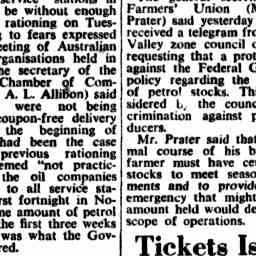 be without enough
rationing on Tues-
to fears expressed
eeting of Australian
rganisations held in
he secretary of the
Chamber of Com-
A. L. Allibon) said
were not being
coupon-free delivery
the beginning of
had been the case
previous rationing
emed "not practic-
the oil companies
to all service sta-
rst fortnight in No-
ne amount of petrol
the first three weeks
was what the Gov-
red.
Farmers' Union (M
Prater) said yesterday
received a telegram fr
Valley zone council o
requesting that a prot
against the Federal G
policy regarding the
of petrol stocks. Th
sidered b, the counc
crimination against p
ducers.
Mr. Prater said that
mal course of his b
farmer must have cer
stocks to meet seaso
ments and to provide
emergency that might
amount held would de
scope of operations.
Tickets Is